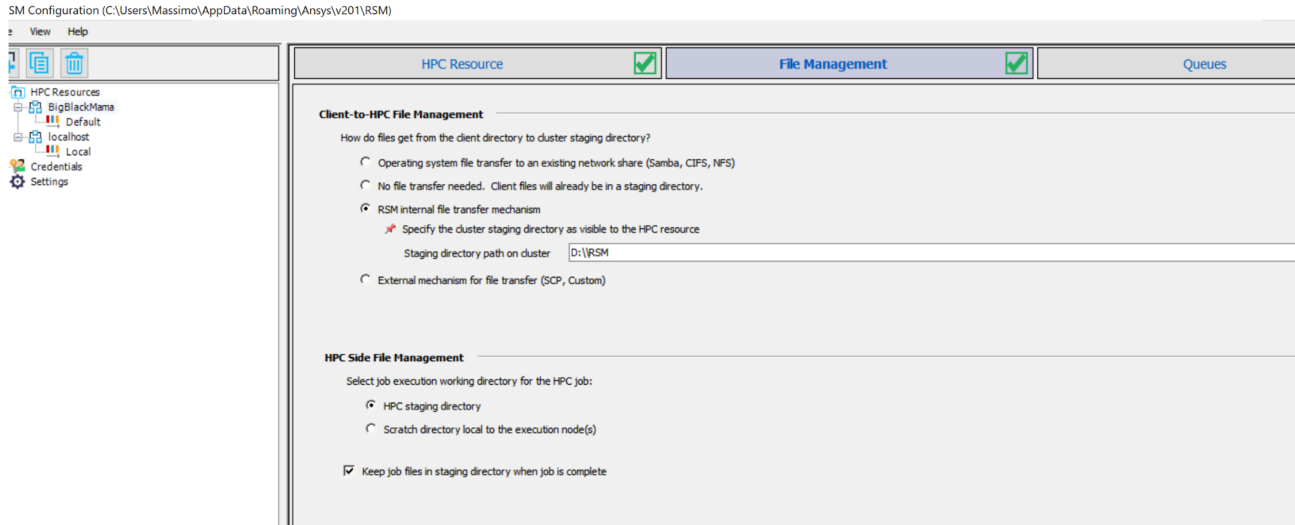 SM Configuration (C:\Users\Massimo\AppData\Roaming\Ansys\v201\RSM)
e View Help
HPC Resource
File Management
Queues
HPC Resources
BigBlackMama
Default
localhost
Local
Credentials
Settings
Client-to-HPC File Management
How do files get from the client directory to cluster staging directory?
Operating system file transfer to an existing network share (Samba, CIFS, NFS)
No file transfer needed. Client files will already be in a staging directory.
RSM internal file transfer mechanism
Specify the cluster staging directory as visible to the HPC resource
Staging directory path on cluster D:\\RSM
External mechanism for file transfer (SCP, Custom)
HPC Side File Management
Select job execution working directory for the HPC job:
HPC staging directory
Scratch directory local to the execution node(s)
Keep job files in staging directory when job is complete